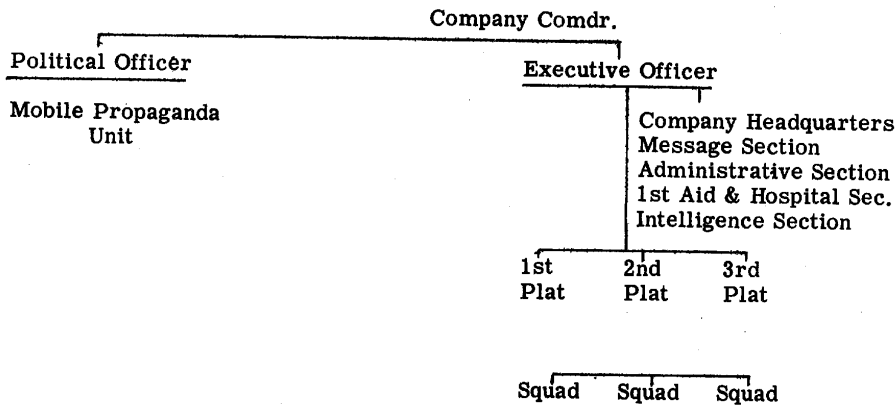 Company Comdr.
Political Officer
Executive Officer
Mobile Propaganda
Unit
Company Headquarters
Message Section
Administrative Section
1st Aid & Hospital Sec.
Intelligence Section
1st 2nd 3rd
Plat Plat Plat
Squad Squad Squad